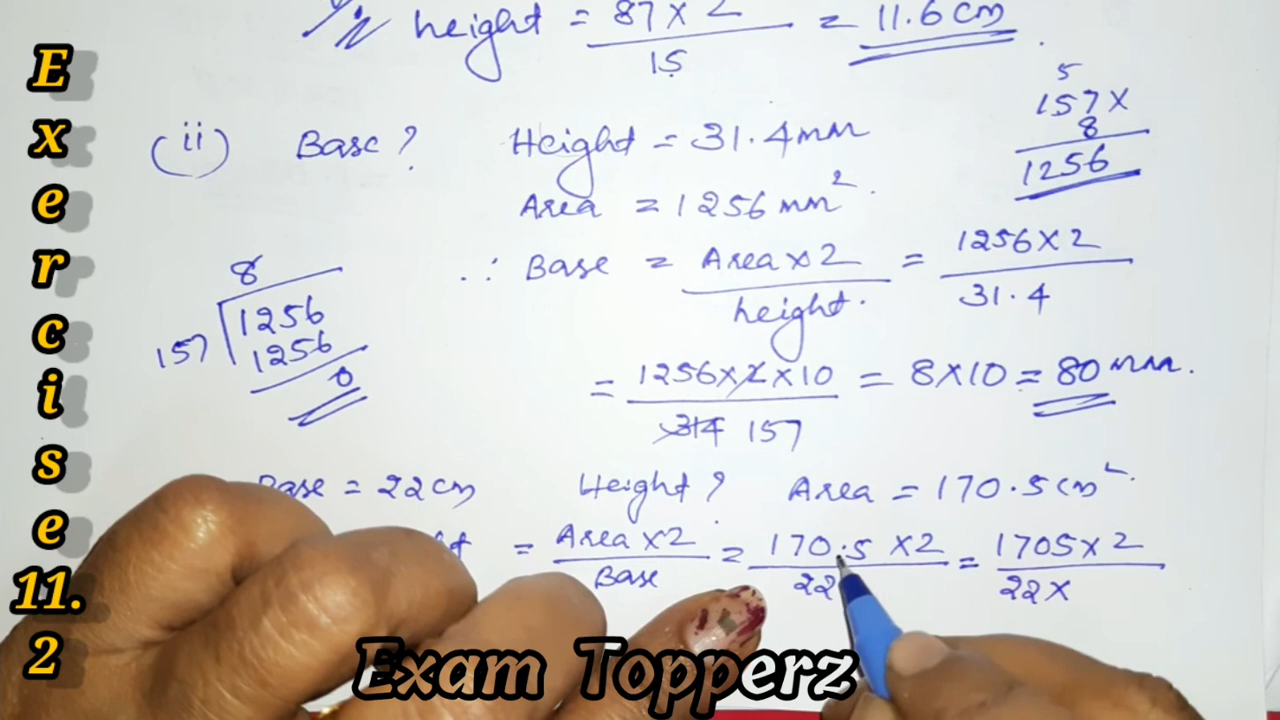 height = 87 × 2 / 15 = 11.6 cm
(ii) Base ? Height = 31.4 mm
Area = 1256 mm²
5
157 ×
8
1256
∴ Base = Area × 2 / height = 1256 × 2 / 31.4
8
157 1256
1256
0
= 1256 × 2 × 10 / 314 157 = 8 × 10 = 80 mm.
Base = 22 cm Height ? Area = 170.5 cm²
= Area × 2 / Base = 170.5 × 2 / 22 = 1705 × 2 / 22 ×
Exercise 11.2
Exam Topperz